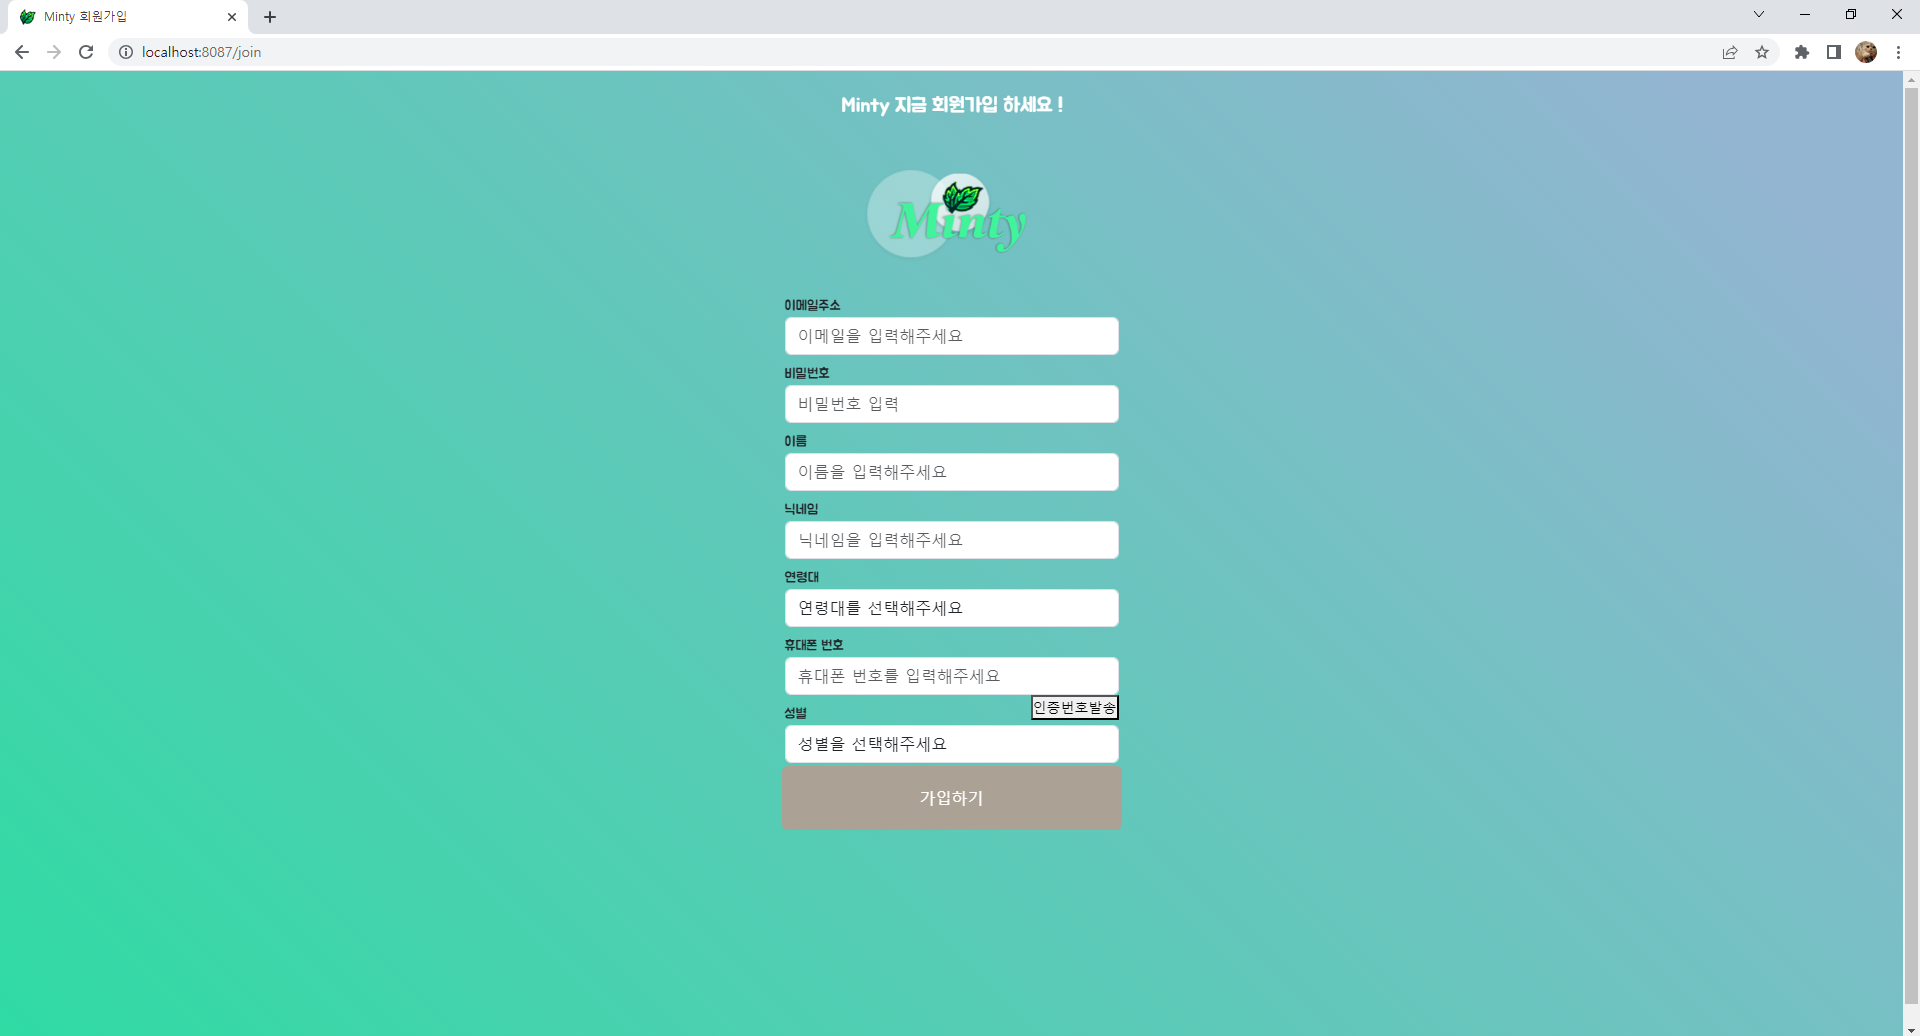 Minty 회원가입
localhost:8087/join
Minty 지금 회원가입 하세요 !
Minty
이메일주소
이메일을 입력해주세요
비밀번호
비밀번호 입력
이름
이름을 입력해주세요
닉네임
닉네임을 입력해주세요
연령대
연령대를 선택해주세요
휴대폰 번호
휴대폰 번호를 입력해주세요
인증번호발송
성별
성별을 선택해주세요
가입하기